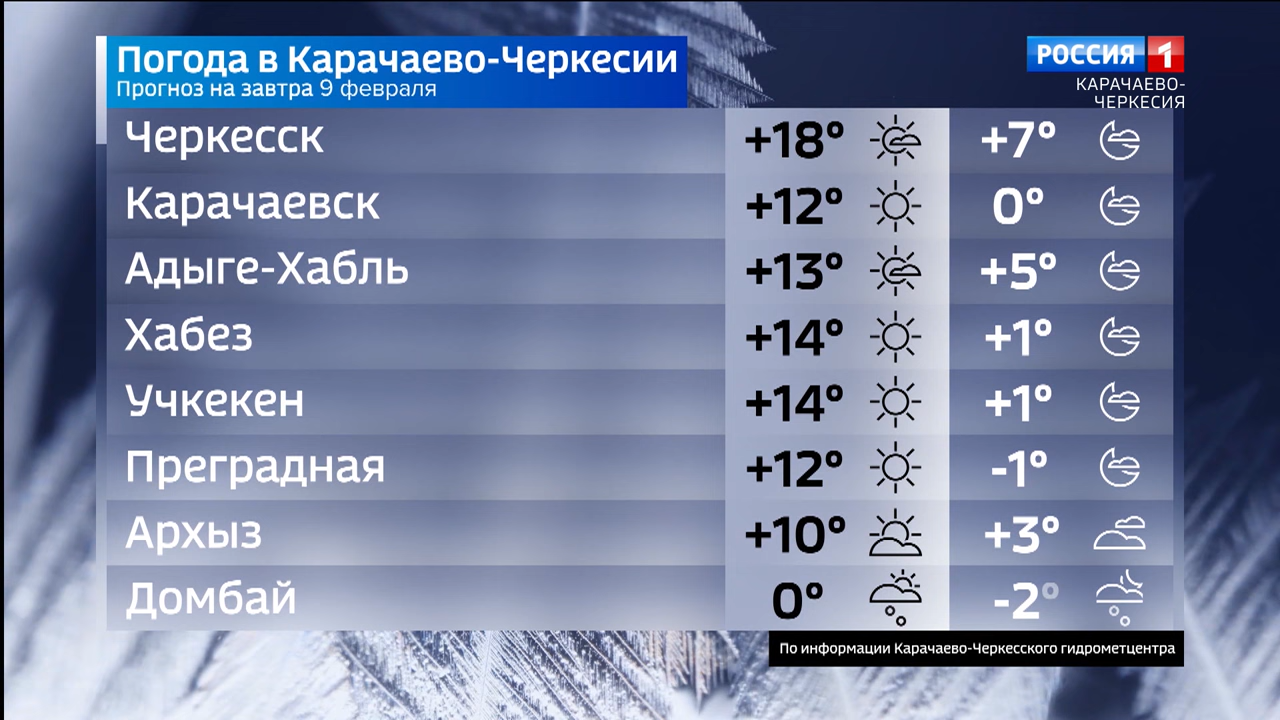 Погода в Карачаево-Черкесии
Прогноз на завтра 9 февраля
РОССИЯ 1
КАРАЧАЕВО-
ЧЕРКЕСИЯ
Черкесск +18° +7°
Карачаевск +12° 0°
Адыге-Хабль +13° +5°
Хабез +14° +1°
Учкекен +14° +1°
Преградная +12° -1°
Архыз +10° +3°
Домбай 0° -2°
По информации Карачаево-Черкесского гидрометцентра